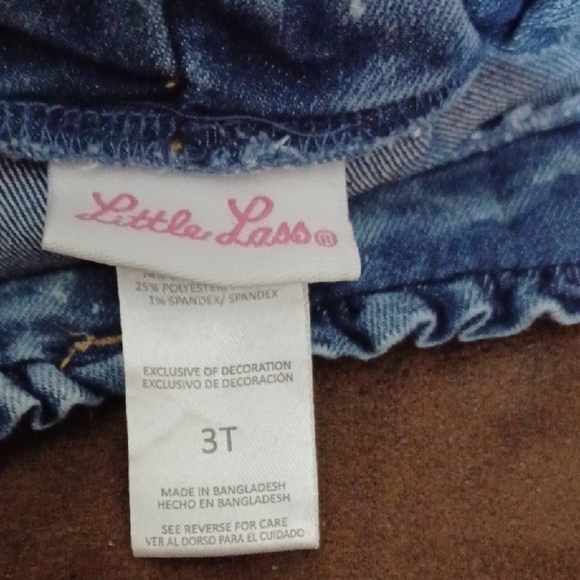 Little Lass®
25% POLYESTER
1% SPANDEX/ SPANDEX
EXCLUSIVE OF DECORATION
EXCLUSIVO DE DECORACIÓN
3T
MADE IN BANGLADESH
HECHO EN BANGLADESH
SEE REVERSE FOR CARE
VER AL DORSO PARA EL CUIDADO